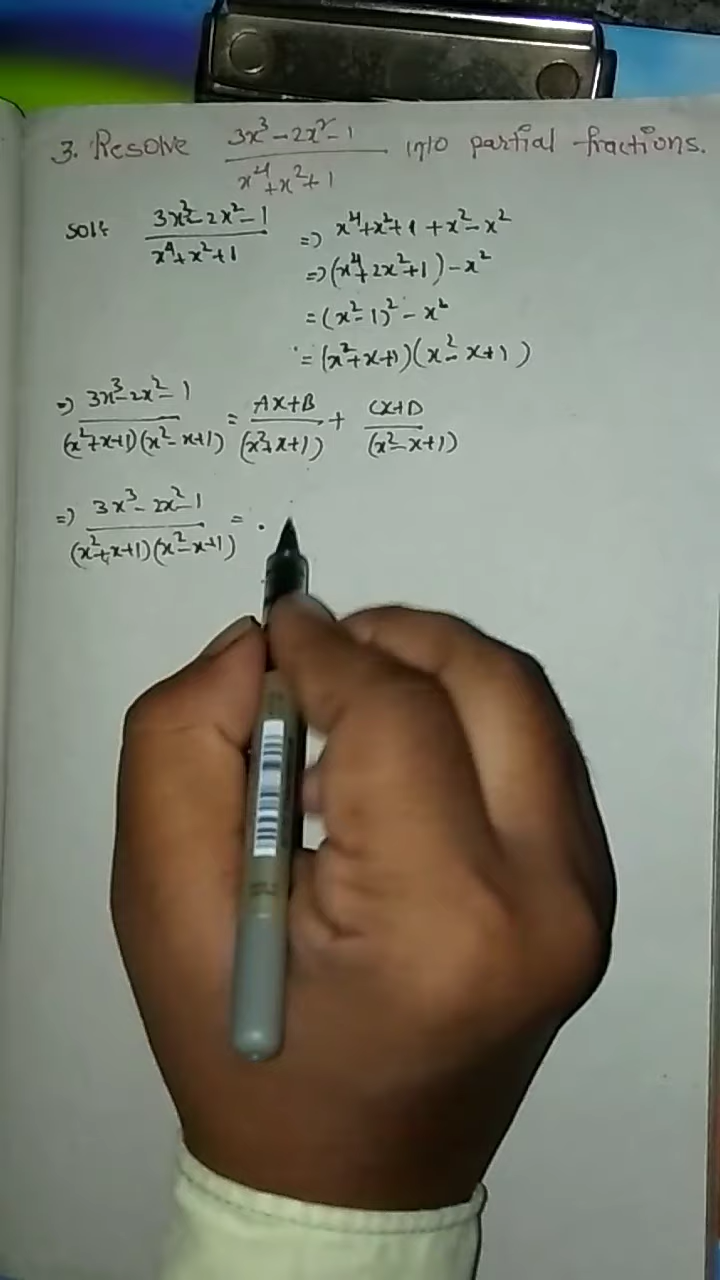 3. Resolve 3x³-2x²-1 / x⁴+x²+1 into partial fractions.
Sol: 3x²-2x²-1 / x⁴+x²+1 => x⁴+x²+1+x²-x²
=> (x⁴+2x²+1)-x²
= (x²-1)²-x²
= (x²+x+1)(x²-x+1)
=> 3x³-2x²-1 / (x²+x+1)(x²-x+1) = Ax+B / (x²+x+1) + Cx+D / (x²-x+1)
=> 3x³-2x²-1 / (x²+x+1)(x²-x+1) = .